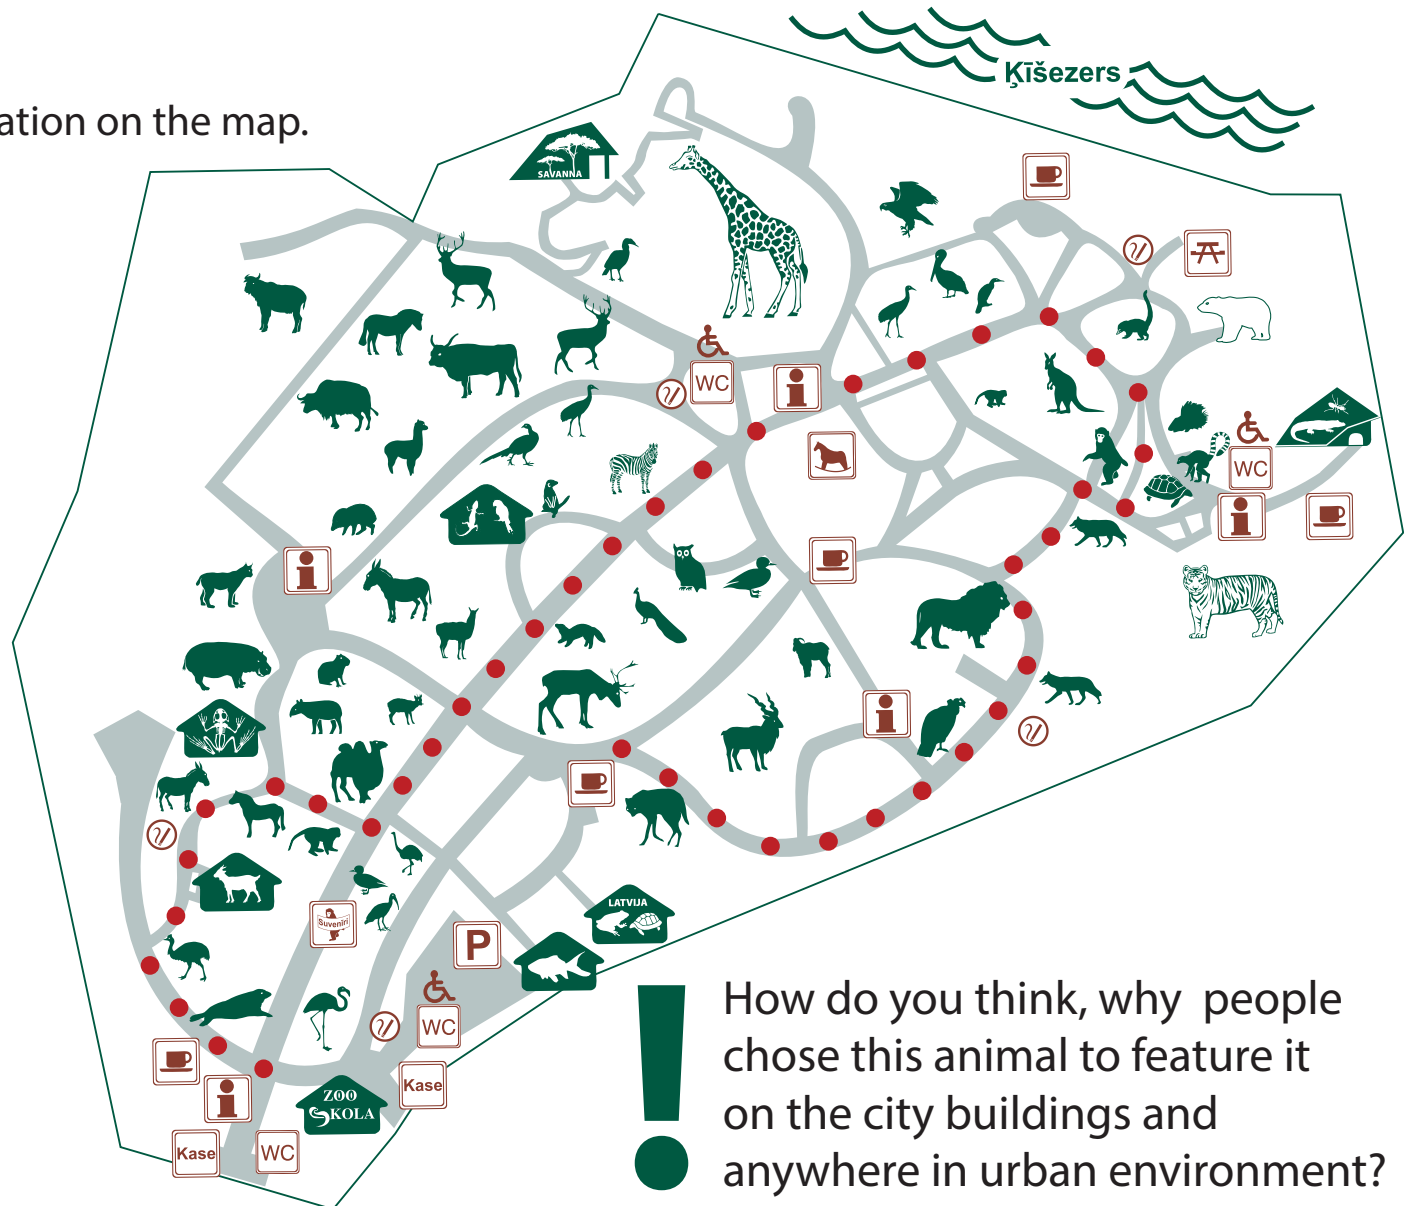 Ķīšezers
ation on the map.
SAVANNA
WC
WC
LATVIJA
Suvenīri
P
WC
Kase
ZOO
SKOLA
Kase
WC
How do you think, why people
chose this animal to feature it
on the city buildings and
anywhere in urban environment?